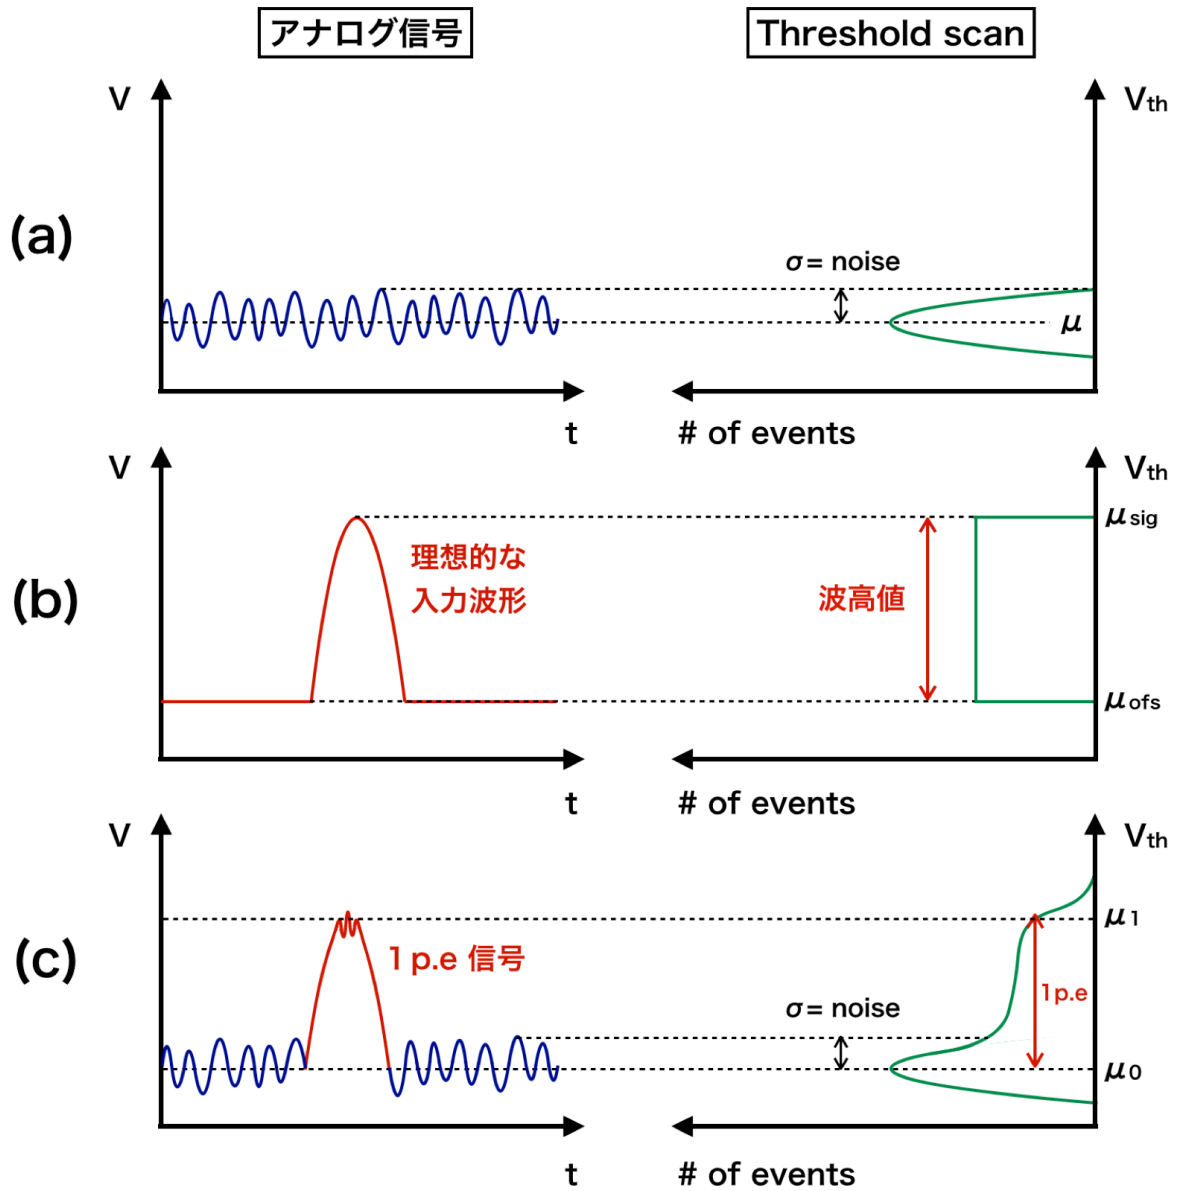 アナログ信号
Threshold scan
(a)
V
t
σ= noise
μ
Vth
# of events
(b)
V
理想的な
入力波形
t
波高値
Vth
μsig
μofs
# of events
(c)
V
1 p.e 信号
t
σ= noise
1p.e
Vth
μ1
μ0
# of events